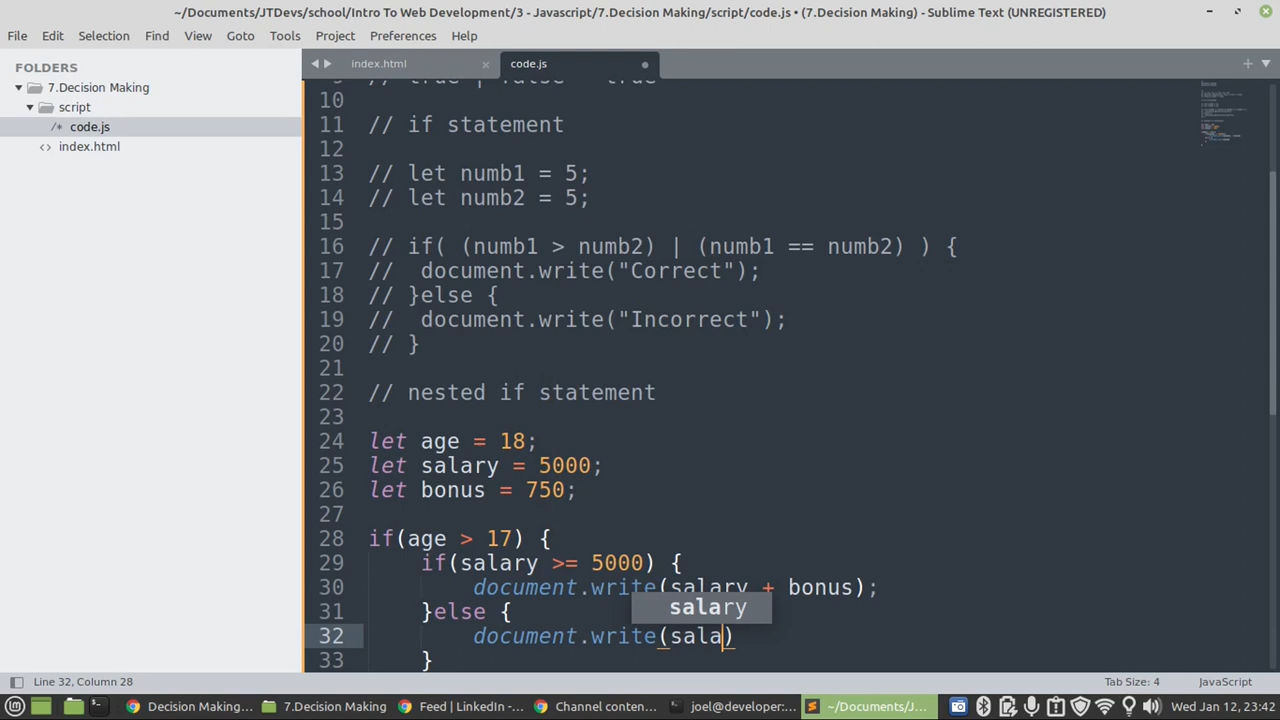 ~/Documents/JTDevs/school/Intro To Web Development/3 - Javascript/7.Decision Making/script/code.js • (7.Decision Making) - Sublime Text (UNREGISTERED)
File Edit Selection Find View Goto Tools Project Preferences Help
FOLDERS
7.Decision Making
script
/* code.js
<> index.html
index.html × code.js
9 // true | false = true
10
11 // if statement
12
13 // let numb1 = 5;
14 // let numb2 = 5;
15
16 // if( (numb1 > numb2) | (numb1 == numb2) ) {
17 //  document.write("Correct");
18 // }else {
19 //  document.write("Incorrect");
20 // }
21
22 // nested if statement
23
24 let age = 18;
25 let salary = 5000;
26 let bonus = 750;
27
28 if(age > 17) {
29     if(salary >= 5000) {
30         document.write(salary + bonus);
31     }else {
salary
32         document.write(sala)
33     }
Line 32, Column 28 Tab Size: 4 JavaScript
Decision Making... 7.Decision Making Feed | LinkedIn -... Channel conten... joel@developer:... ~/Documents/J... Wed Jan 12, 23:42